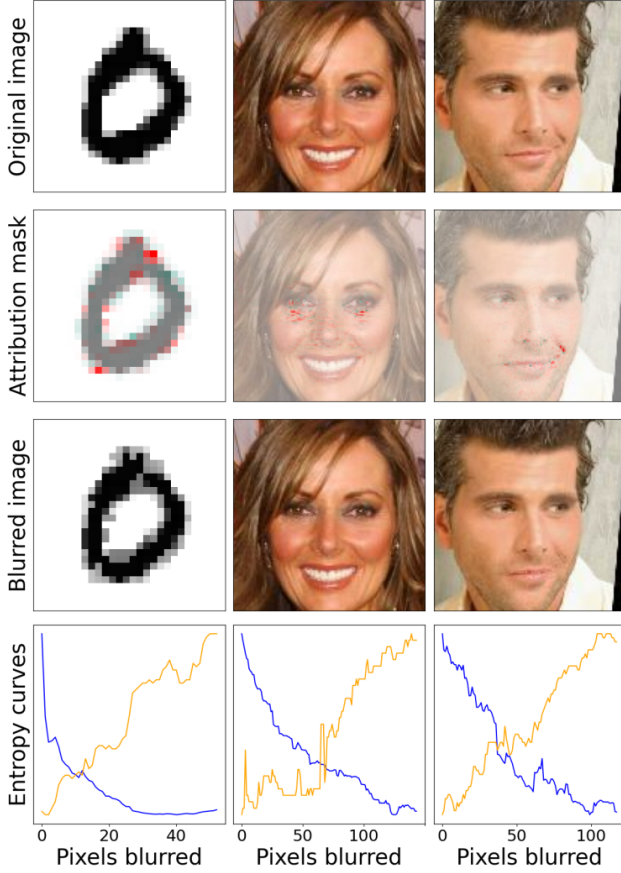 Original image
Attribution mask
Blurred image
Entropy curves
0 20 40
0 50 100
0 50 100
Pixels blurred Pixels blurred Pixels blurred